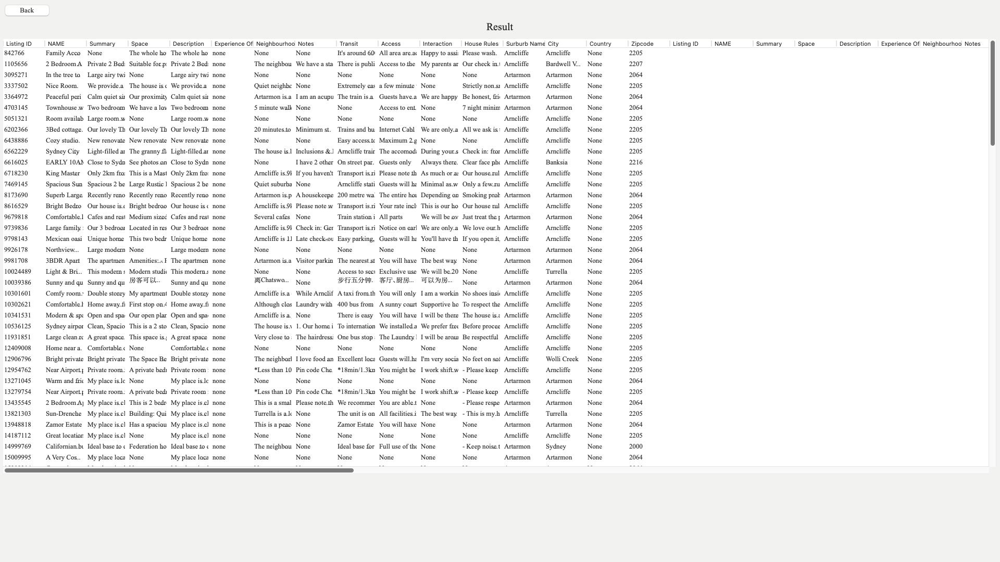 Back
Result
Listing ID NAME Summary Space Description Experience Of Neighbourhoo Notes Transit Access Interaction House Rules Surburb Name City Country Zipcode Listing ID NAME Summary Space Description Experience Of Neighbourhoo Notes
842766 Family Acco None The whole ho The whole ho none None None It's around 600 All area are.ac Happy to assi Please wash. Arncliffe Arncliffe None 2205
1105656 2 Bedroom A Private 2 Bed Suitable for.p Private 2 Bed none The neighbou We have a sta There is publi Access to the My parents ar Our check in. Arncliffe Bardwell V... None 2207
3095271 In the tree to Large airy twi None Large airy twi none None None None None None None Artarmon Artarmon None 2064
3337502 Nice Room. We provide.a The house is We provide.a none Quiet neighbo None Extremely eas a few minute None Strictly non.s Arncliffe Arncliffe None 2205
3364972 Peaceful peri Calm quiet sin Our proximity Calm quiet sin none Artarmon is.a I am an acupu The train is.a Guests have.a We are happy Be honest, fri Artarmon Artarmon None 2064
4703145 Townhouse.w Two bedroom We have a lov Two bedroom none 5 minute walk None None Access to ent. None 7 night minim Artarmon Artarmon None 2064
5051321 Room availab Large room.w None Large room.w none None None None None None None Arncliffe Arncliffe None 2205
6202366 3Bed cottage. Our lovely Th Our lovely Th Our lovely Th none 20 minutes.to Minimum st. Trains and bu Internet Cabl We are only.a All we ask is Arncliffe Arncliffe None 2205
6438886 Cozy studio. New renovate New renovate New renovate none None None Easy access.to Maximum 2.g None None Arncliffe Arncliffe None 2205
6562229 Sydney City Light-filled ar The granny.fl Light-filled.ar none The house is.l Inclusions &. Arncliffe train The accomoda During your.s Check in: from Arncliffe Arncliffe None 2205
6616025 EARLY 10AM Close to Sydn See photos.on Close to Sydn none None I have 2 other On street par. Guests only Always there. Clear face pho Arncliffe Banksia None 2216
6718230 King Master Only 2km fro This is a Mast Only 2km fro none Arncliffe is.9k If you haven't Transport is.ri Please note th As much or as Our house.rul Arncliffe Arncliffe None 2205
7469145 Spacious Sun Spacious 2 be Large Rustic Spacious 2 be none Quiet suburba None Arncliffe stati Guests will ha Minimal as.w Only a few.ru Arncliffe Arncliffe None 2205
8173690 Superb Large. Recently reno Recently reno Recently reno none Artarmon is.p A housekeepe 200 metre wa The entire hou Depending on Smoking proh Artarmon Artarmon None 2064
8616529 Bright Bedro Our house is.c Bright bedroo Our house is c none Arncliffe is.9k Please note.w Transport is.ri Your rate incl This is our ho Our house rul Arncliffe Arncliffe None 2205
9679818 Comfortable. Cafes and rest Medium sized Cafes and rest none Several cafes None Train station i All parts We will be.ov Just treat the p Artarmon Artarmon None 2064
9739836 Large family. Our 3 bedroom Located in res Our 3 bedroom none Arncliffe is.9k Check in: Gen Transport is.ri Notice on earl We are only.a We love our.h Arncliffe Arncliffe None 2205
9798143 Mexican oasi Unique home This two bedr Unique home none Arncliffe is 11 Late check-ou Easy parking, Guests will ha You'll have th If you open it, Arncliffe Arncliffe None 2205
9926178 Northview... Large modern None Large modern none None None None None None None Artarmon Artarmon None 2064
9981708 3BDR Apart The apartmen Amenities:.. The apartmen none Artarmon is.a Visitor parkin The nearest.st You will have The best way. None Artarmon Artarmon None 2064
10024489 Light & Bri... This modern s Modern studi This modern.s none None None Access to secu Exclusive use We will be.20 None Arncliffe Turrella None 2205
10039386 Sunny and qu Sunny and qu 房客可以... Sunny and qu none 离Chatswo... None 步行五分钟. 客厅、厨房... 可以为房... None Artarmon Artarmon None 2064
10301601 Comfy room. Double storey My apartment Double storey none Arncliffe is.a While Arnclif A taxi from.th You will only I am a workin No shoes insi Arncliffe Arncliffe None 2205
10302621 Comfortable. Home away.fr First stop on.4 Home away.fr none Although clos Laundry with 400 bus from A sunny court Supportive ho To respect the Arncliffe Arncliffe None 2205
10341531 Modern & spa Open and spa Our open plan Open and spa none Arncliffe is.a. None There is easy You will have I will be there The house is.a Arncliffe Arncliffe None 2205
10536125 Sydney airpor Clean, Spacio This is a 2 sto Clean, Spacio none The house is. 1. Our home.i To internation We installed.a We prefer free Before procee Arncliffe Arncliffe None 2205
11931851 Large clean ro A great space. This space is. A great space. none Very close to The hairdressi One bus stop The Laundry. I will be arou Be respectful Arncliffe Arncliffe None 2205
12409008 Home near a. Comfortable.c None Comfortable.c none None None None None None None Arncliffe Arncliffe None 2205
12906796 Bright private Bright private The Space Be Bright private none The neighborh I love food an Excellent loca Guests will.ha I'm very socia No feet on sof Arncliffe Wolli Creek None 2205
12954762 Near Airport.p Private room. A private bedr Private room none *Less than 10 Pin code Che. *18min/1.3km You might be I work shift.w - Please keep Arncliffe Arncliffe None 2205
13271045 Warm and frie My place is.lo None My place is.lo none None None None None None None Artarmon Artarmon None 2064
13279754 Near Airport.p Private room. A private bedr Private room none *Less than 10 Pin code Che. *18min/1.3km You might be I work shift.w - Please keep Arncliffe Arncliffe None 2205
13435545 2 Bedroom.Ap My place is.cl This is 2 bedr My place is.cl none This is a smal Please note.th We recommen You are able.t None - Please respe Artarmon Artarmon None 2064
13821303 Sun-Drenche My place is.cl Building: Qui My place is.cl none Turrella is a.lo None The unit is on All facilities.i The best way. - This is my.h Arncliffe Turrella None 2205
13948818 Zamor Estate My place is.cl Has a spaciou My place is.cl none This is a peac None Zamor Estate You will have None None Artarmon Artarmon None 2064
14187112 Great location My place is.cl None My place is.cl none None None None None None None Arncliffe Arncliffe None 2205
14999769 Californian.bu Ideal base to e Federation ho Ideal base to e none The neighbou None Ideal base for Full use of the None - Keep noise.t Artarmon Sydney None 2000
15009995 A Very Cos.. My place loca None My place loca none None None None None None None Artarmon Artarmon None 2064